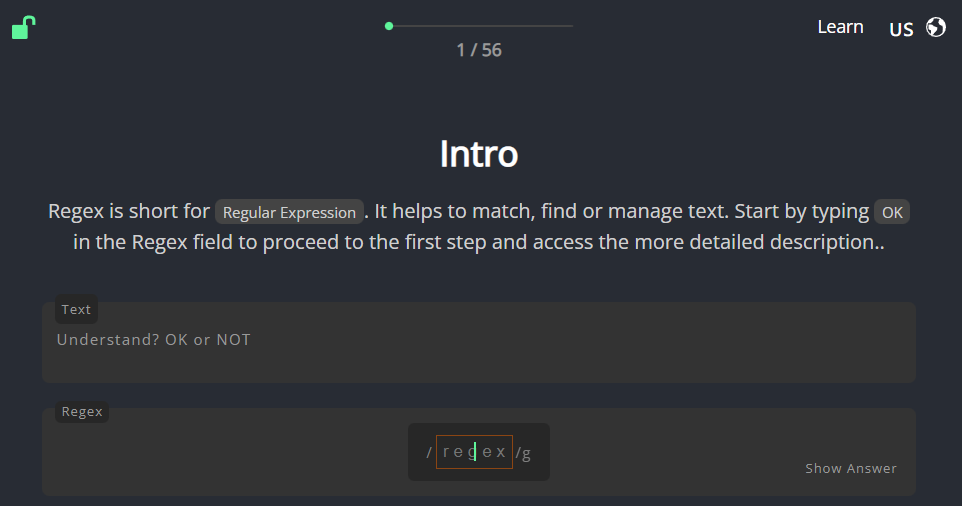 Learn US
1 / 56
Intro
Regex is short for Regular Expression. It helps to match, find or manage text. Start by typing OK
in the Regex field to proceed to the first step and access the more detailed description..
Text
Understand? OK or NOT
Regex
/regex/g
Show Answer